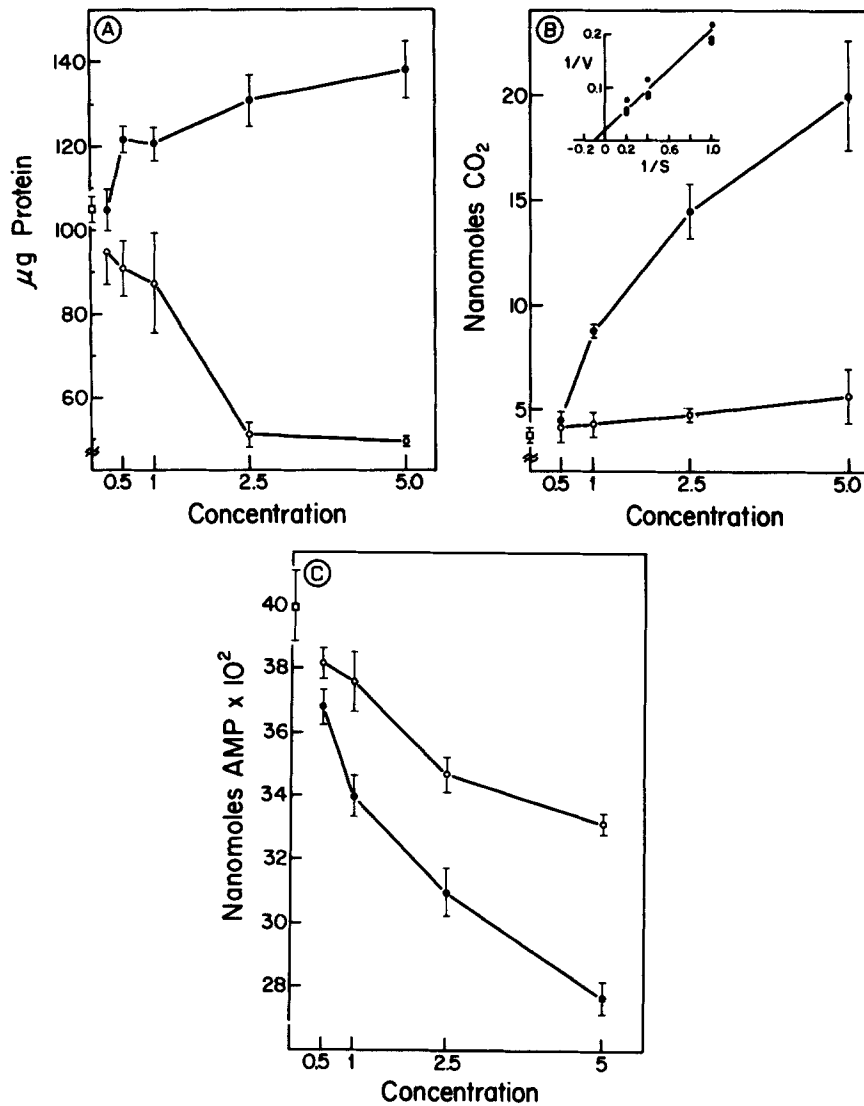 A
μg Protein
140
120
100
80
60
0.5 1 2.5 5.0
Concentration
B
Nanomoles CO2
20
15
10
5
0.2
0.1
1/V
-0.2 0 0.2 0.6 1.0
1/S
0.5 1 2.5 5.0
Concentration
C
Nanomoles AMP x 10²
40
38
36
34
32
30
28
0.5 1 2.5 5
Concentration